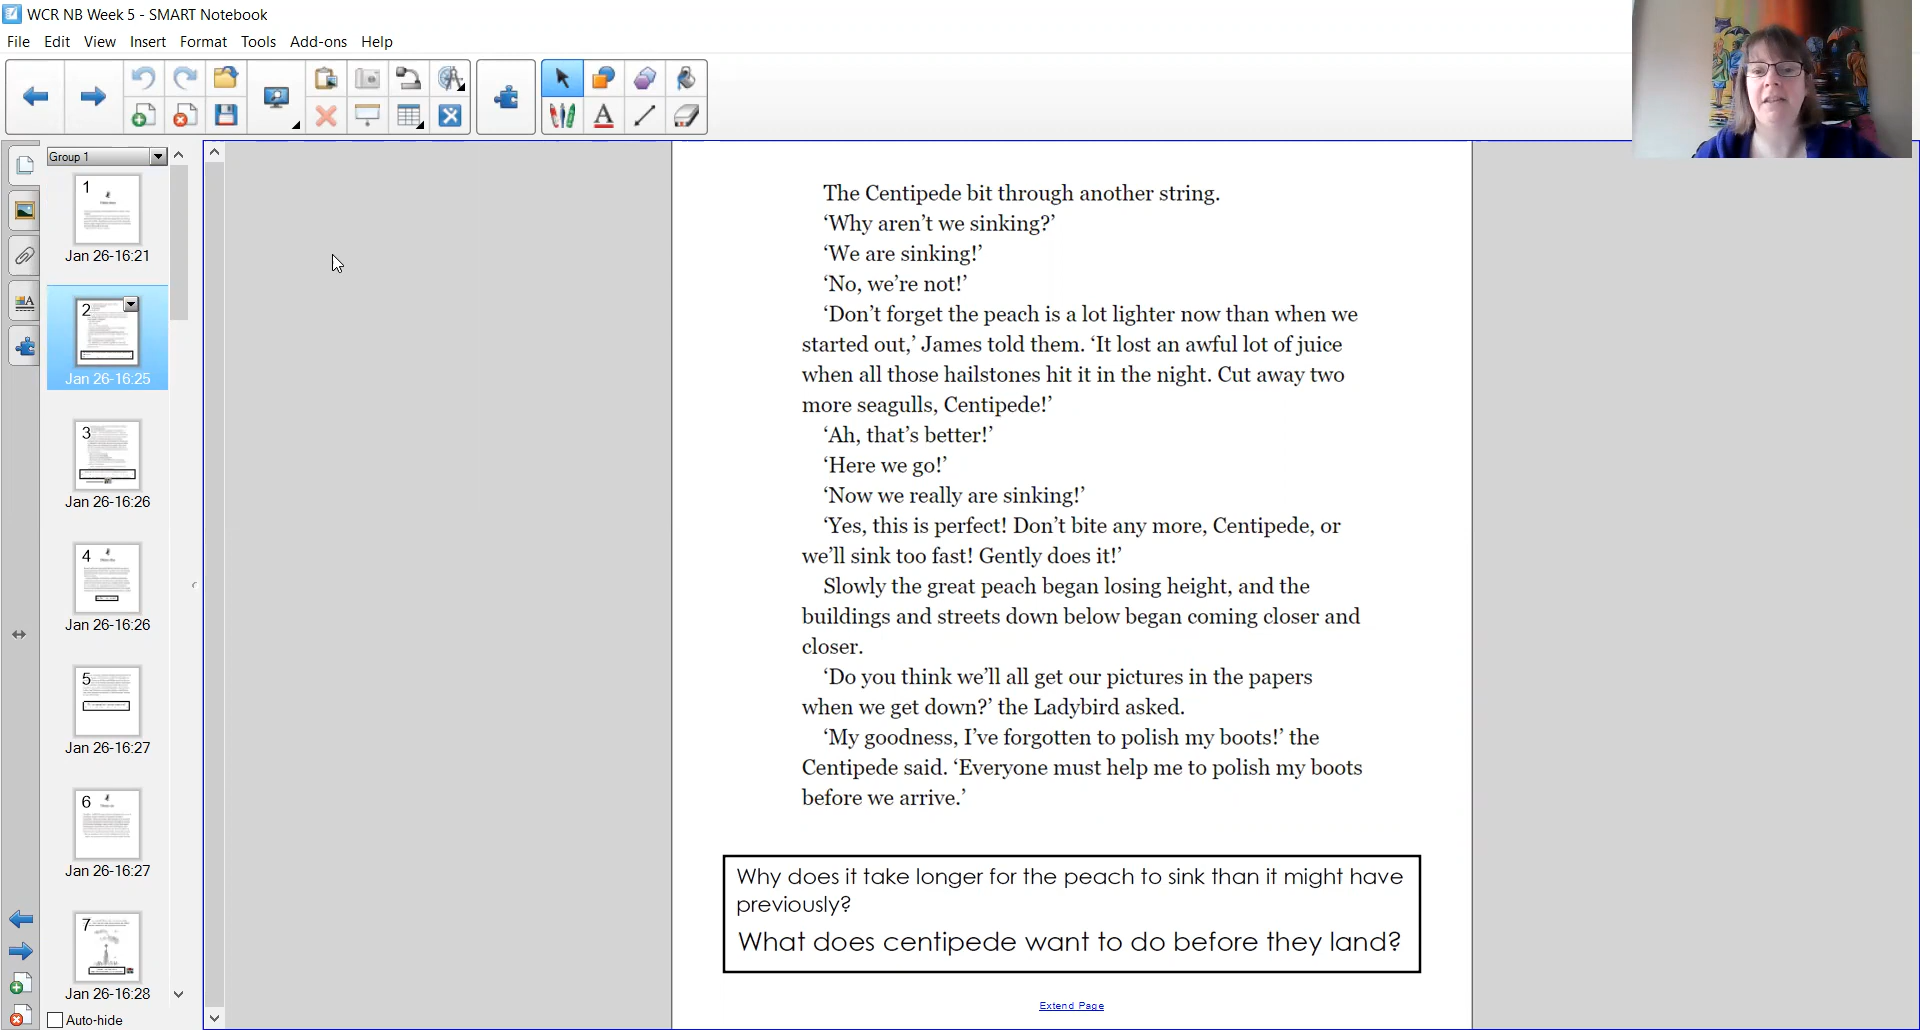 WCR NB Week 5 - SMART Notebook
File Edit View Insert Format Tools Add-ons Help
Group 1
1
Jan 26-16:21
2
Jan 26-16:25
3
Jan 26-16:26
4
Jan 26-16:26
5
Jan 26-16:27
6
Jan 26-16:27
7
Jan 26-16:28
Auto-hide
The Centipede bit through another string.
‘Why aren’t we sinking?’
‘We are sinking!’
‘No, we’re not!’
‘Don’t forget the peach is a lot lighter now than when we
started out,’ James told them. ‘It lost an awful lot of juice
when all those hailstones hit it in the night. Cut away two
more seagulls, Centipede!’
‘Ah, that’s better!’
‘Here we go!’
‘Now we really are sinking!’
‘Yes, this is perfect! Don’t bite any more, Centipede, or
we’ll sink too fast! Gently does it!’
Slowly the great peach began losing height, and the
buildings and streets down below began coming closer and
closer.
‘Do you think we’ll all get our pictures in the papers
when we get down?’ the Ladybird asked.
‘My goodness, I’ve forgotten to polish my boots!’ the
Centipede said. ‘Everyone must help me to polish my boots
before we arrive.’
Why does it take longer for the peach to sink than it might have
previously?
What does centipede want to do before they land?
Extend Page